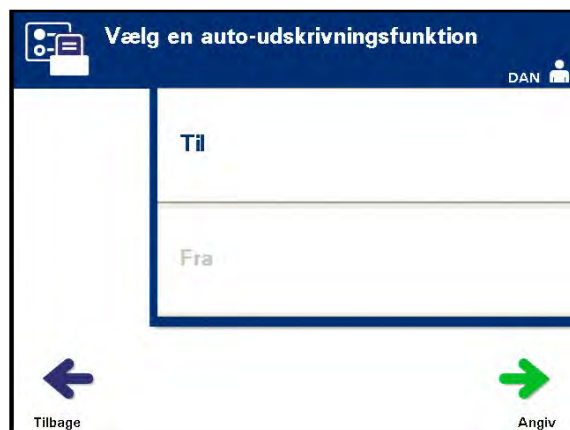 Vælg en auto-udskrivningsfunktion
DAN
Til
Fra
Tilbage
Angiv